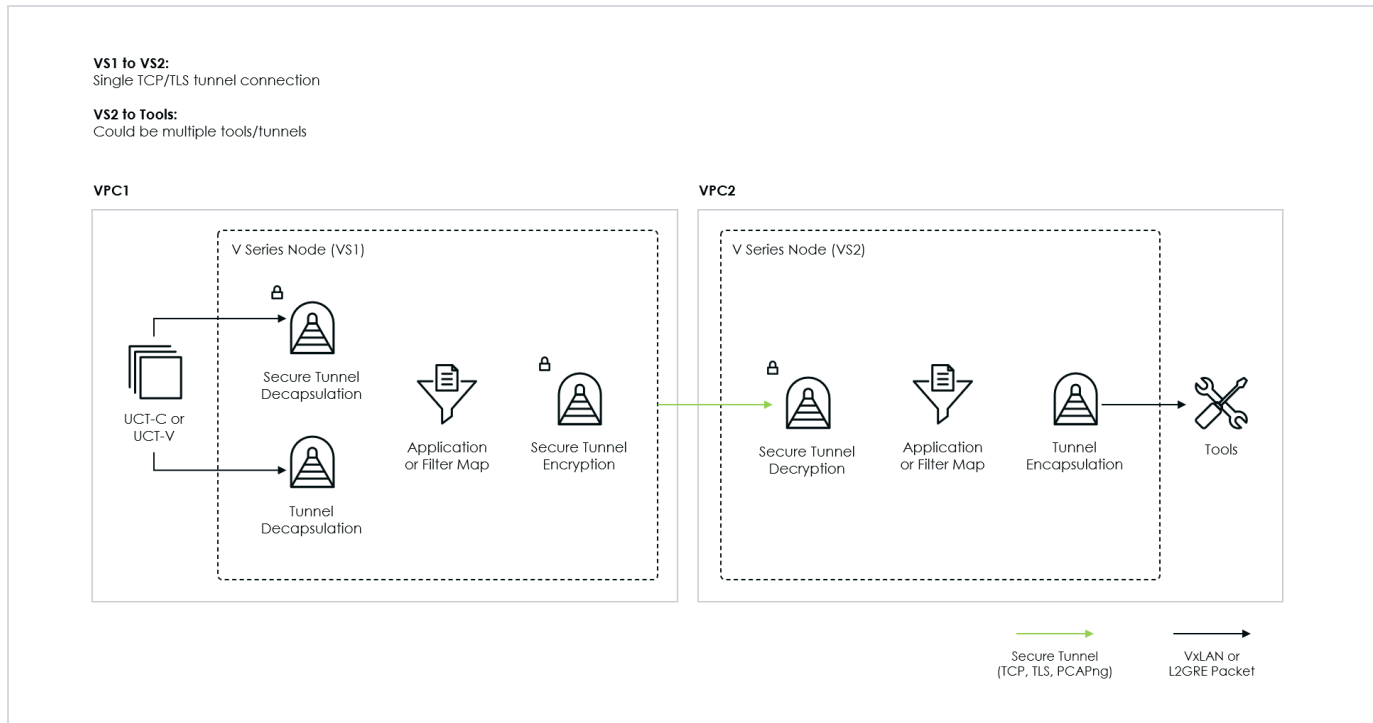 VS1 to VS2:
Single TCP/TLS tunnel connection
VS2 to Tools:
Could be multiple tools/tunnels
VPC1
VPC2
V Series Node (VS1)
V Series Node (VS2)
UCT-C or
UCT-V
Secure Tunnel
Decapsulation
Tunnel
Decapsulation
Application
or Filter Map
Secure Tunnel
Encryption
Secure Tunnel
Decryption
Application
or Filter Map
Tunnel
Encapsulation
Tools
Secure Tunnel
(TCP, TLS, PCAPng)
VxLAN or
L2GRE Packet